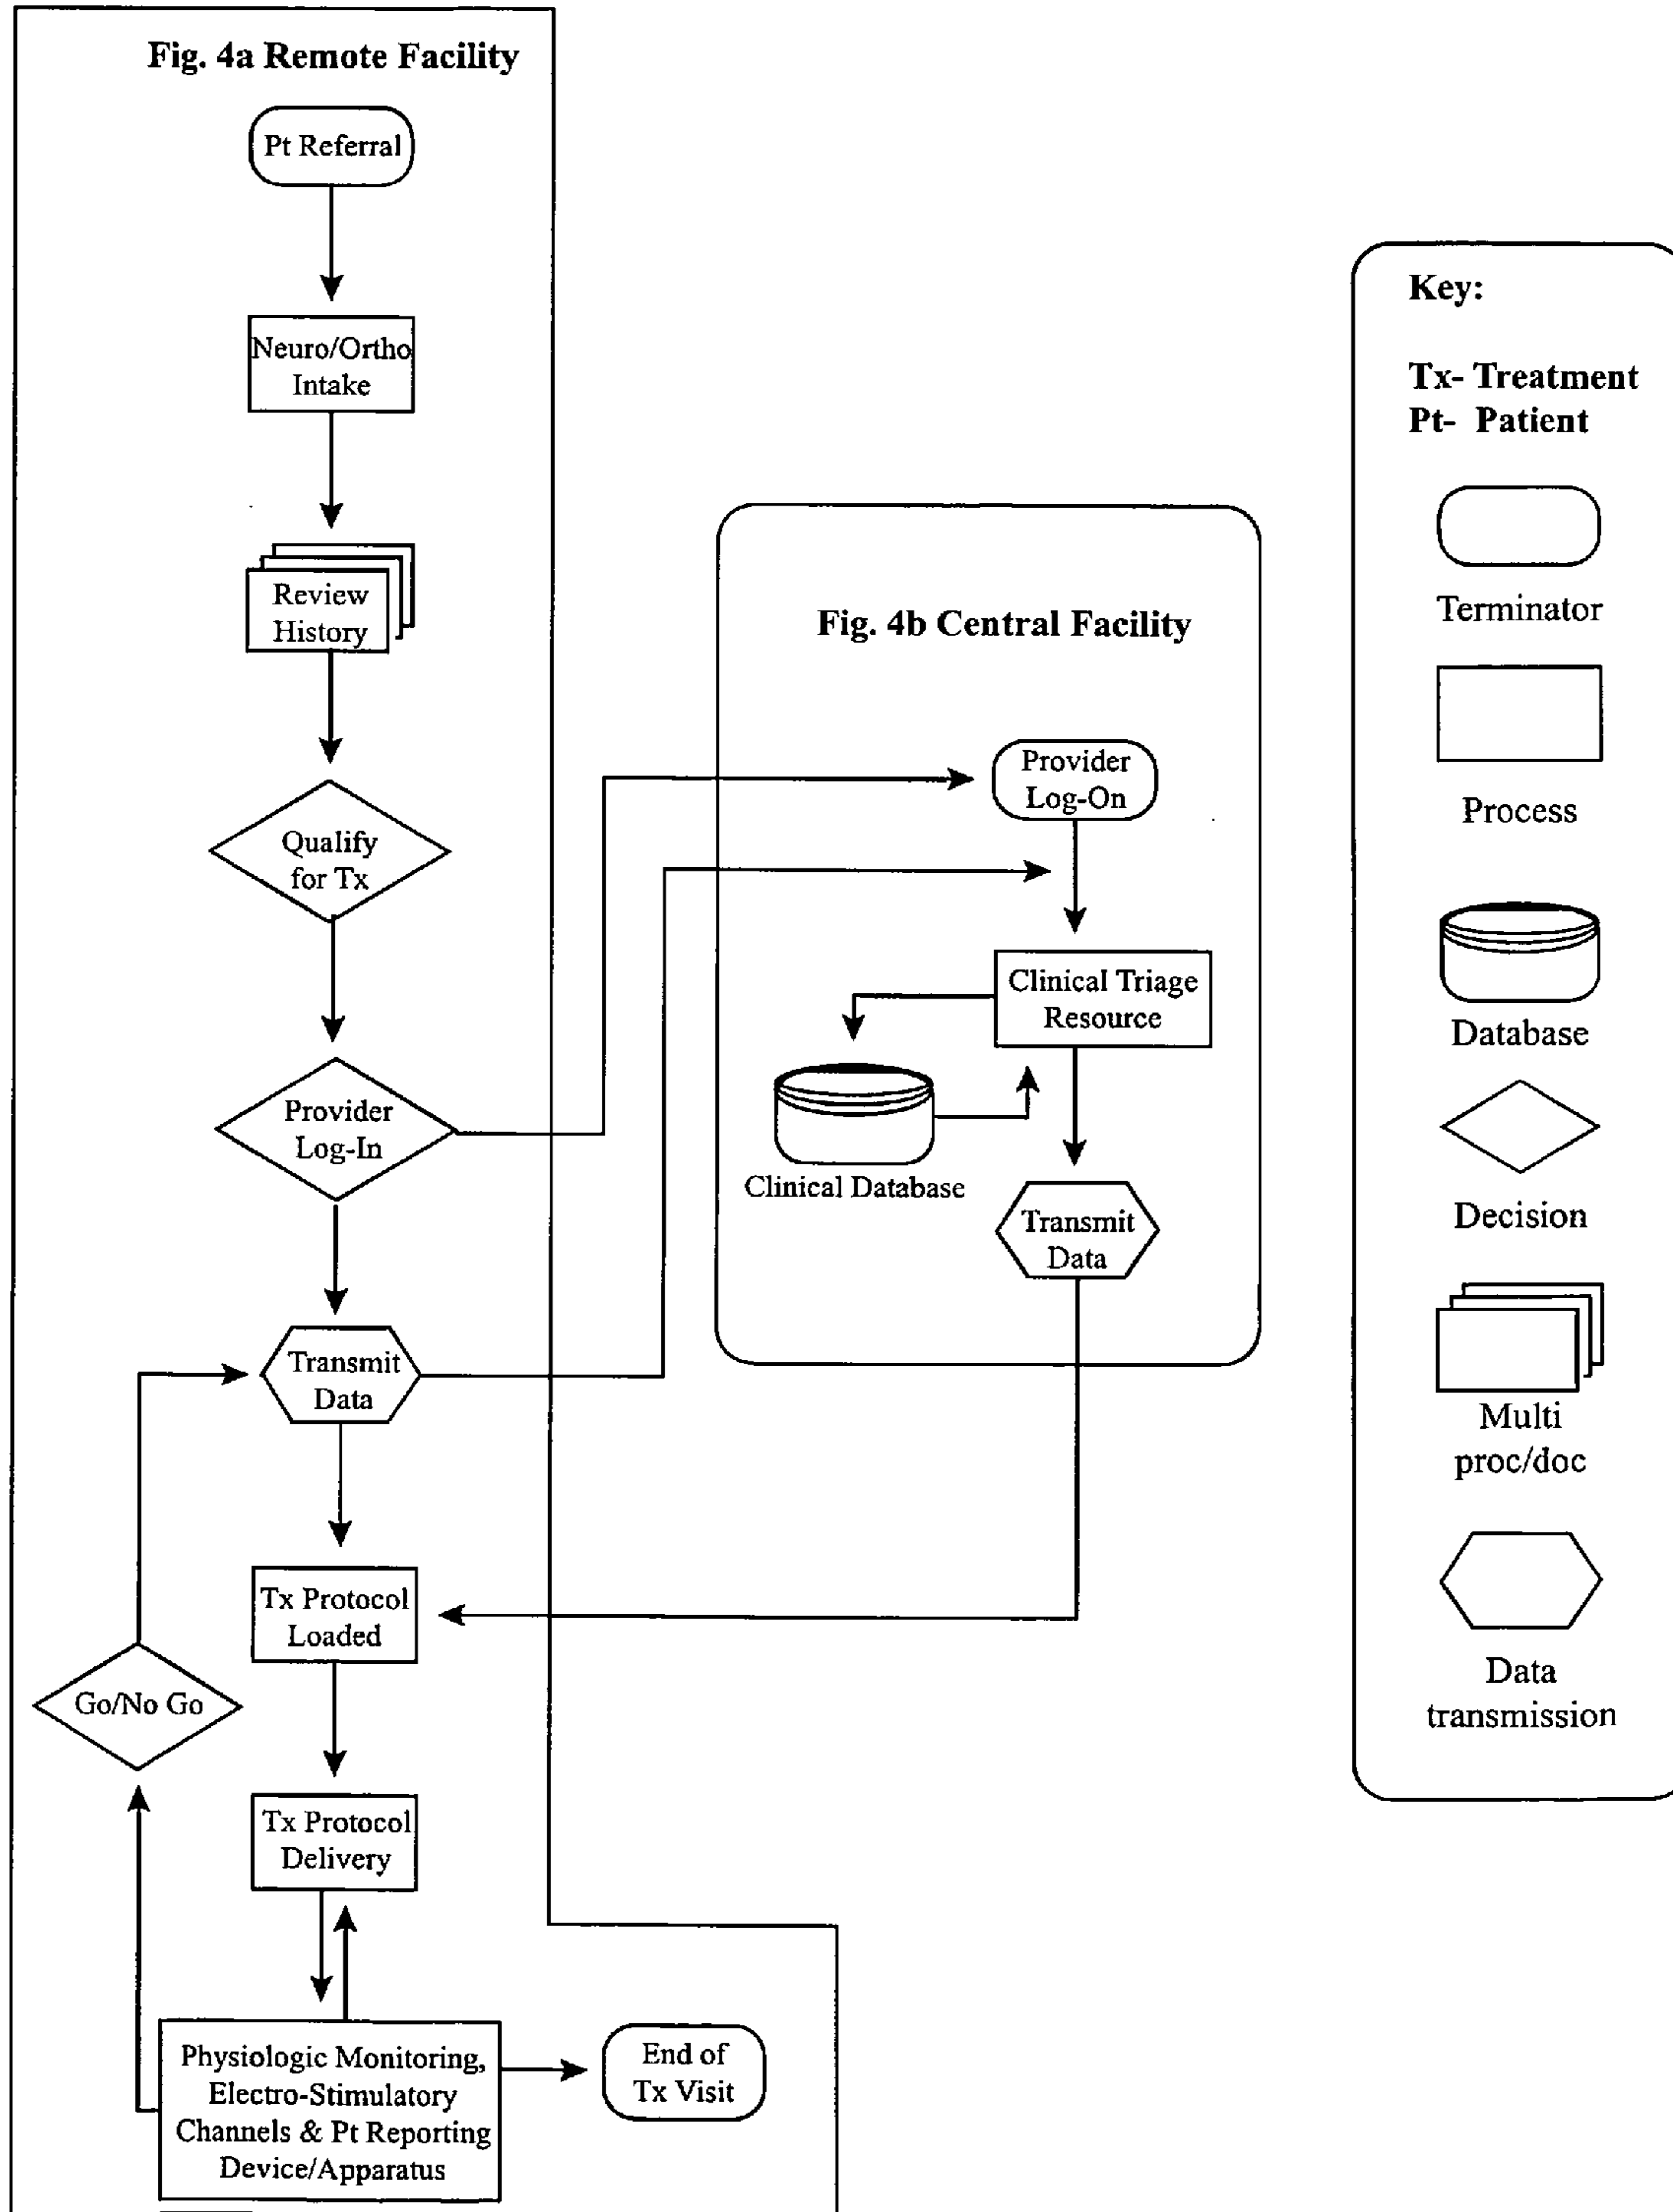 Fig. 4a Remote Facility
Pt Referral
Neuro/Ortho
Intake
Review
History
Qualify
for Tx
Provider
Log-In
Transmit
Data
Tx Protocol
Loaded
Go/No Go
Tx Protocol
Delivery
Physiologic Monitoring,
Electro-Stimulatory
Channels & Pt Reporting
Device/Apparatus
End of
Tx Visit
Fig. 4b Central Facility
Provider
Log-On
Clinical Triage
Resource
Clinical Database
Transmit
Data
Key:
Tx- Treatment
Pt- Patient
Terminator
Process
Database
Decision
Multi
proc/doc
Data
transmission